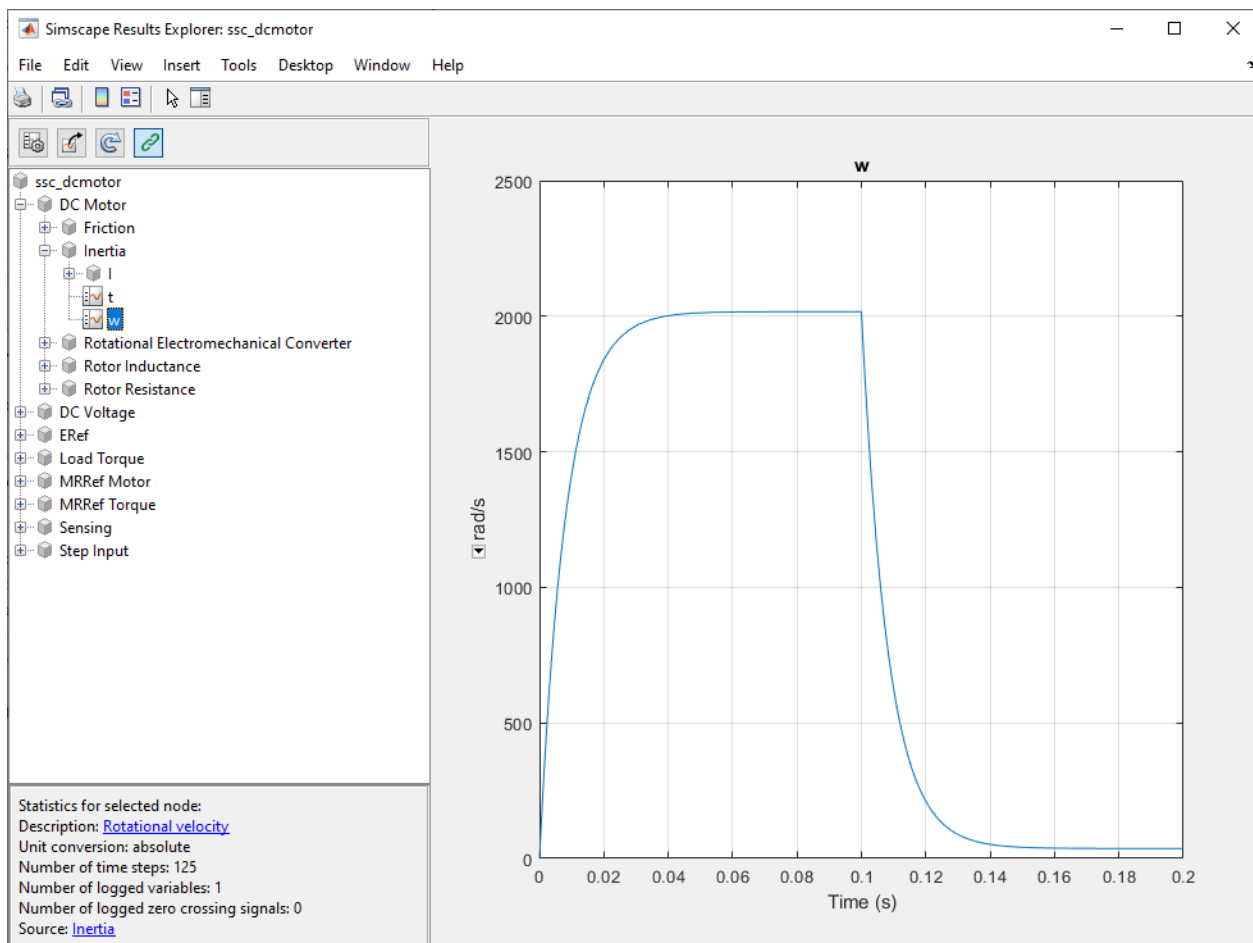 Simscape Results Explorer: ssc_dcmotor
File Edit View Insert Tools Desktop Window Help
ssc_dcmotor
DC Motor
Friction
Inertia
I
t
w
Rotational Electromechanical Converter
Rotor Inductance
Rotor Resistance
DC Voltage
ERef
Load Torque
MRRef Motor
MRRef Torque
Sensing
Step Input
Statistics for selected node:
Description: Rotational velocity
Unit conversion: absolute
Number of time steps: 125
Number of logged variables: 1
Number of logged zero crossing signals: 0
Source: Inertia
w
2500
2000
1500
1000
500
0
rad/s
0 0.02 0.04 0.06 0.08 0.1 0.12 0.14 0.16 0.18 0.2
Time (s)